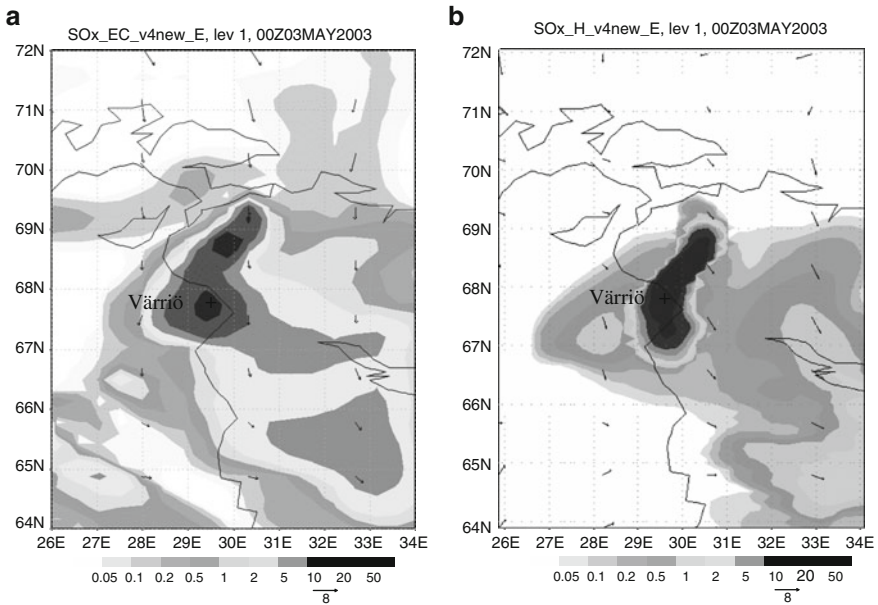 a
SOx_EC_v4new_E, lev 1, 00Z03MAY2003
72N
71N
70N
69N
68N
67N
66N
65N
64N
Värriö
26E 27E 28E 29E 30E 31E 32E 33E 34E
0.05 0.1 0.2 0.5 1 2 5 10 20 50
8
b
SOx_H_v4new_E, lev 1, 00Z03MAY2003
72N
71N
70N
69N
68N
67N
66N
65N
64N
Värriö
26E 27E 28E 29E 30E 31E 32E 33E 34E
0.05 0.1 0.2 0.5 1 2 5 10 20 50
8